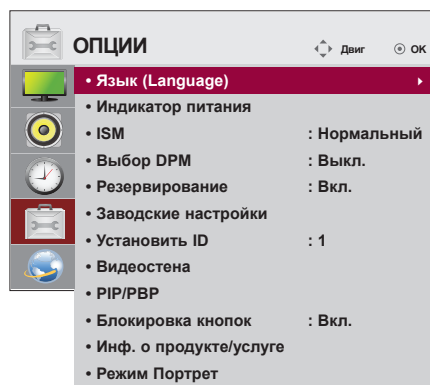 ОПЦИИ Двиг ОК
• Язык (Language)
• Индикатор питания
• ISM : Нормальный
• Выбор DPM : Выкл.
• Резервирование : Вкл.
• Заводские настройки
• Установить ID : 1
• Видеостена
• PIP/PBP
• Блокировка кнопок : Вкл.
• Инф. о продукте/услуге
• Режим Портрет